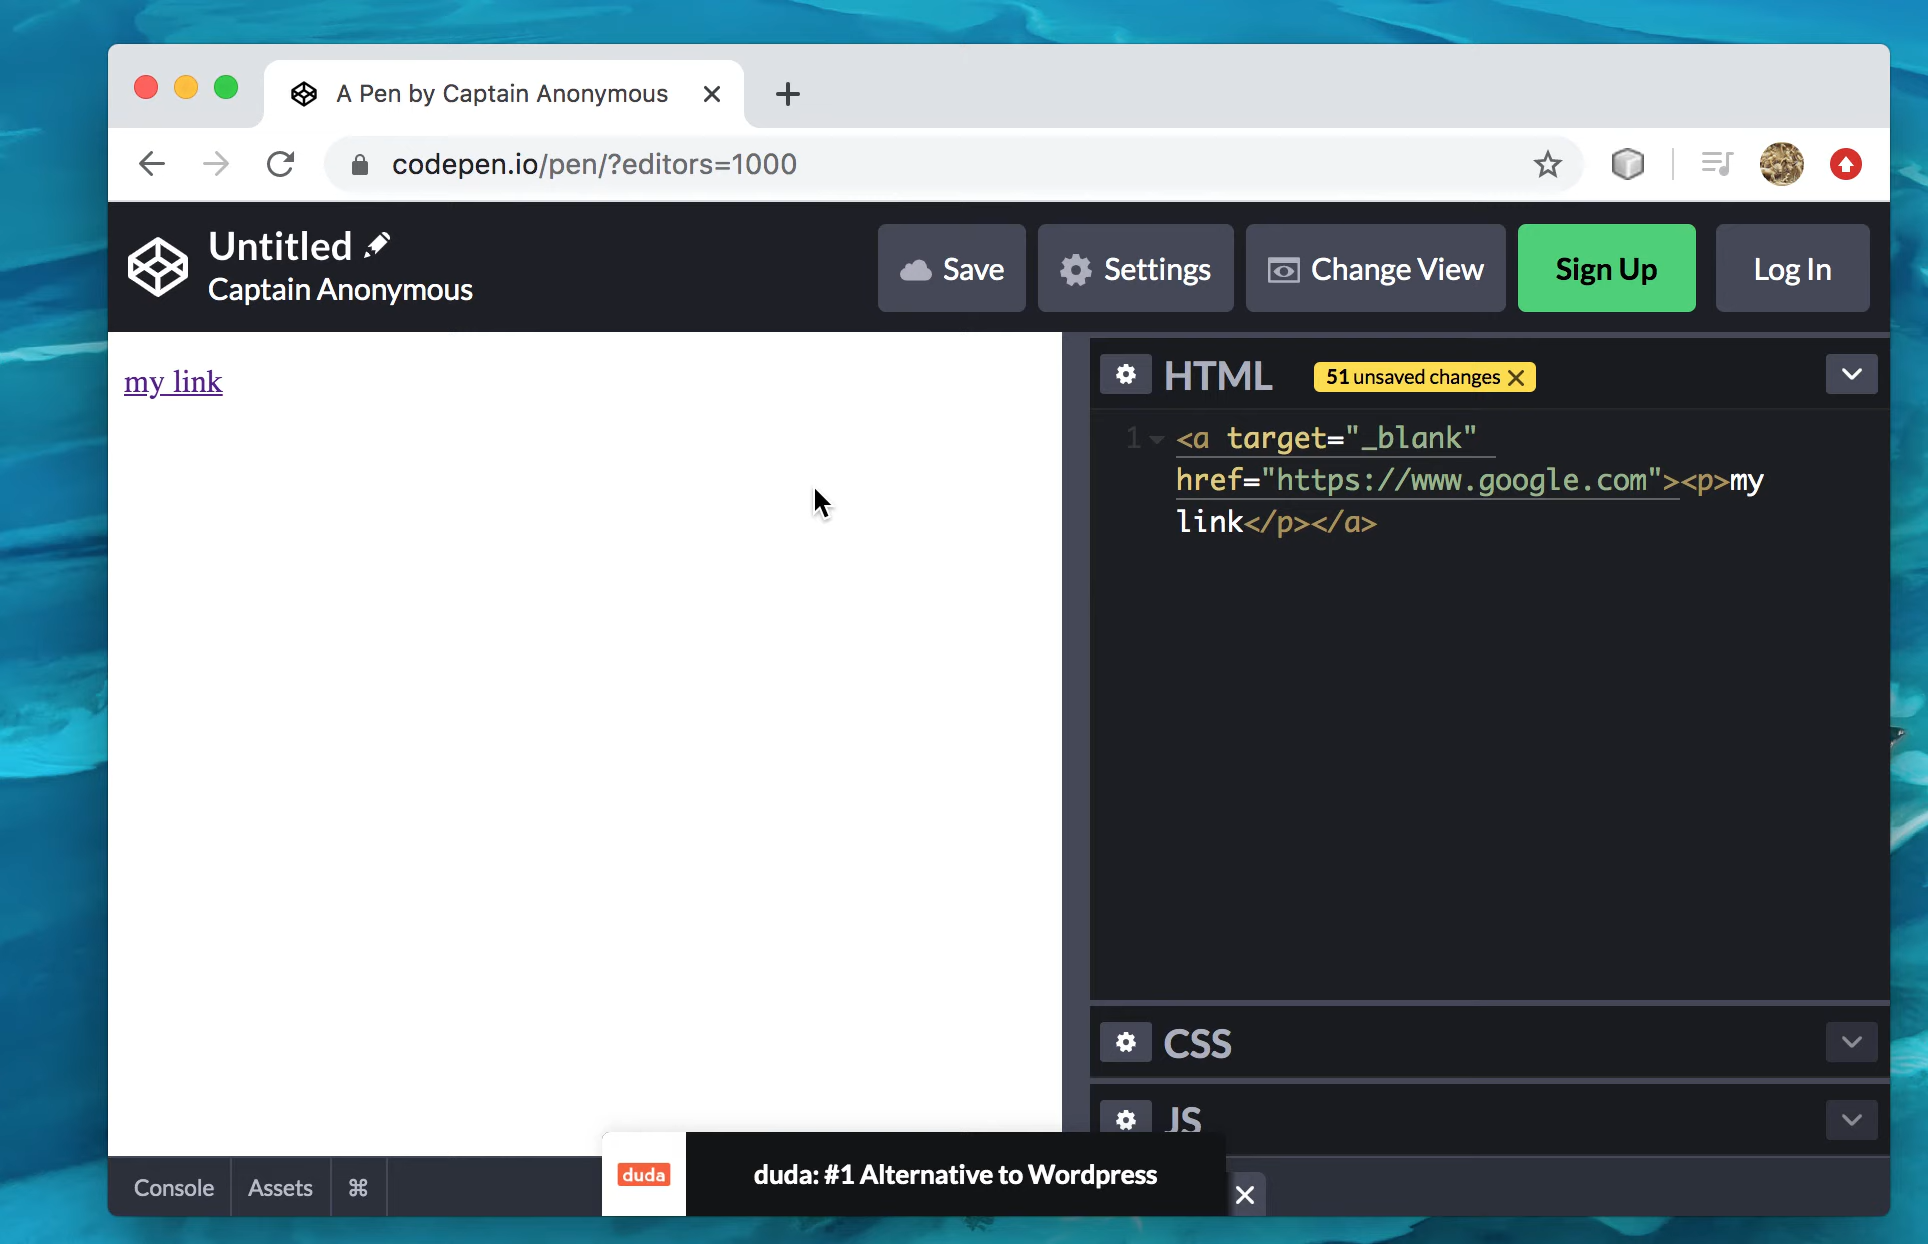 A Pen by Captain Anonymous
codepen.io/pen/?editors=1000
Untitled
Captain Anonymous
Save
Settings
Change View
Sign Up
Log In
my link
HTML
51 unsaved changes
1
<a target="_blank"
href="https://www.google.com"><p>my
link</p></a>
CSS
JS
Console
Assets
⌘
duda
duda: #1 Alternative to Wordpress